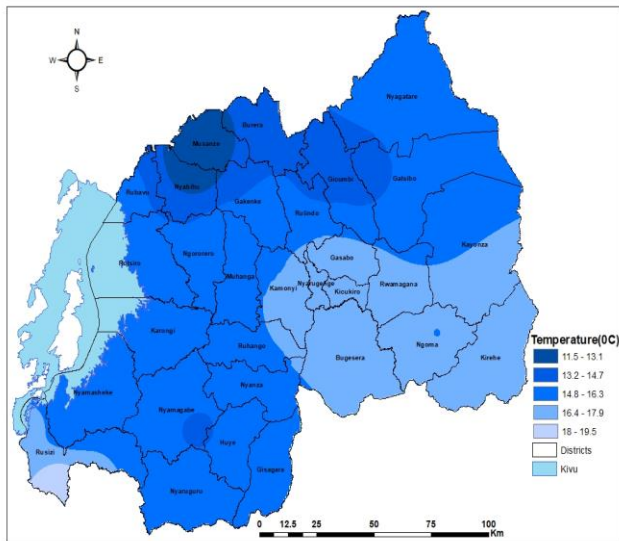 N
W E
S
Nyagatare
Burera
Musanze
Gicumbi
Nyabihu
Gatsibo
Rubavu
Gakenke
Rulindo
Kayonza
Rutsiro
Ngororero
Gasabo
Muhanga
Kamonyi
Nyarugenge
Kicukiro
Rwamagana
Karongi
Ruhango
Bugesera
Ngoma
Kirehe
Nyamasheke
Nyanza
Nyamagabe
Huye
Rusizi
Gisagara
Nyaruguru
Temperature(0C)
11.5 - 13.1
13.2 - 14.7
14.8 - 16.3
16.4 - 17.9
18 - 19.5
Districts
Kivu
0 12.5 25 50 75 100
Km